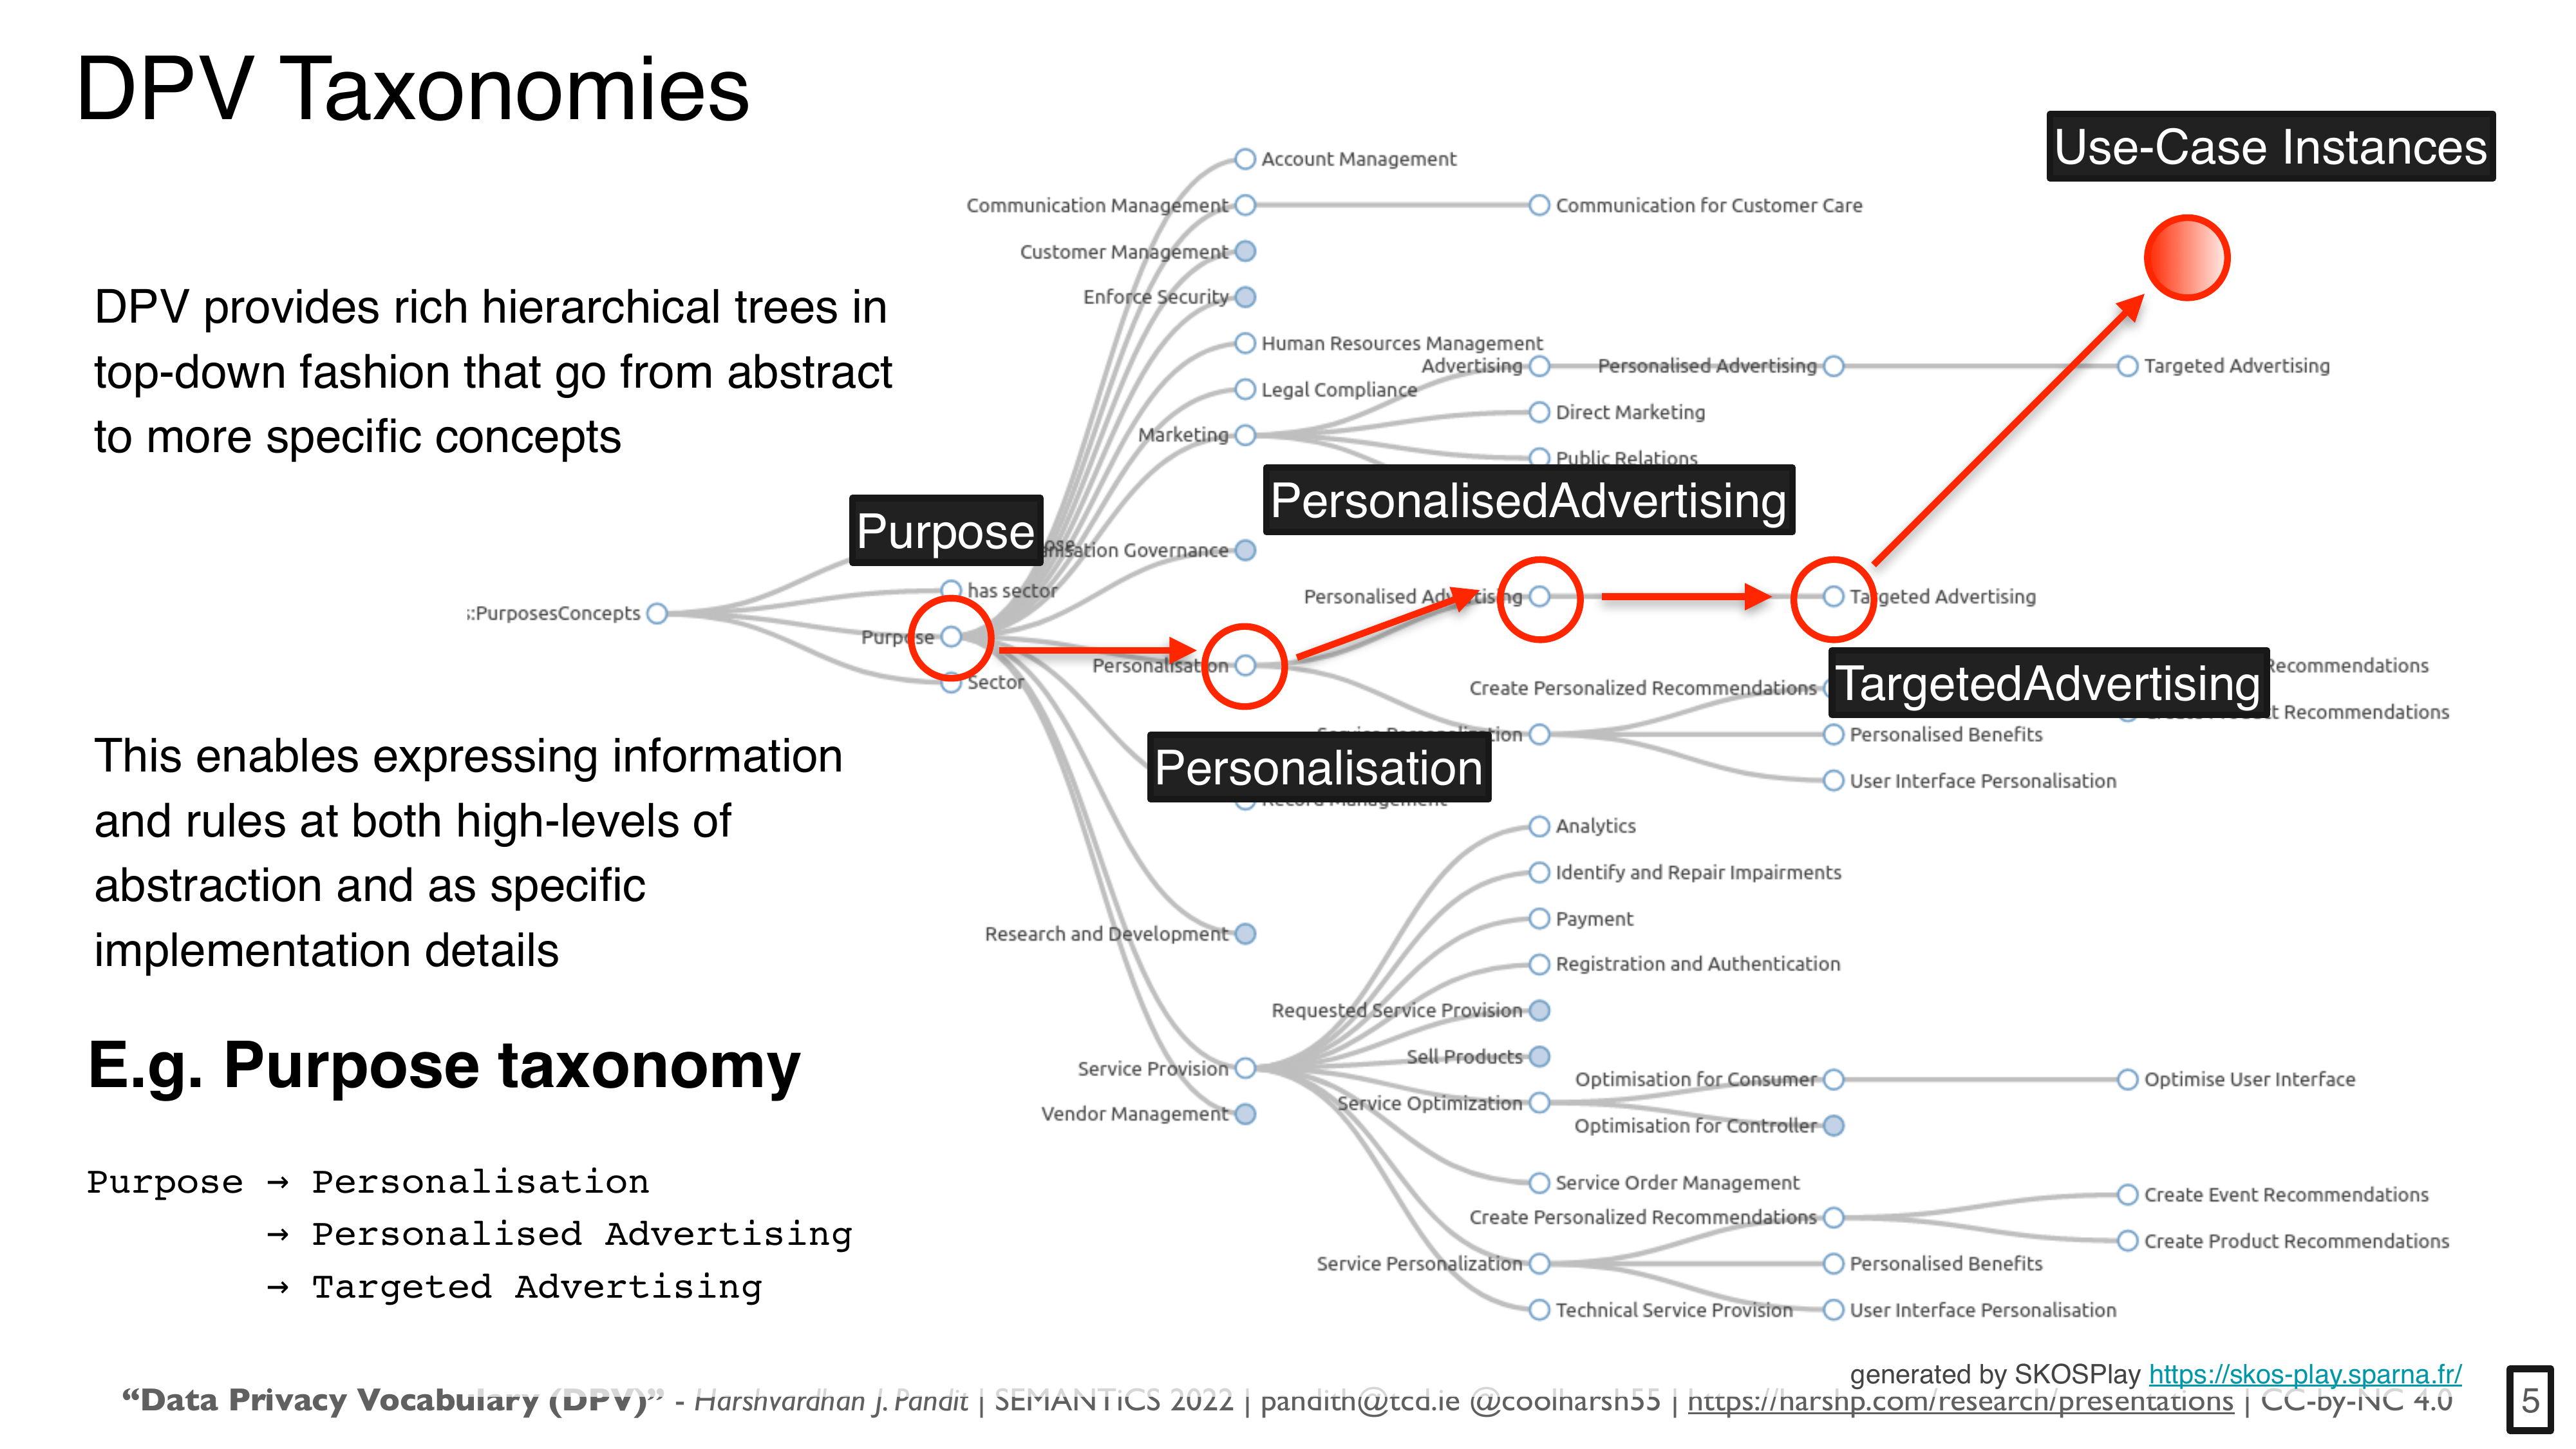 DPV Taxonomies
DPV provides rich hierarchical trees in
top-down fashion that go from abstract
to more specific concepts
This enables expressing information
and rules at both high-levels of
abstraction and as specific
implementation details
E.g. Purpose taxonomy
Purpose → Personalisation
→ Personalised Advertising
→ Targeted Advertising
Use-Case Instances
Account Management
Communication Management
Communication for Customer Care
Customer Management
Enforce Security
Human Resources Management
Advertising
Personalised Advertising
Targeted Advertising
Legal Compliance
Direct Marketing
Marketing
Public Relations
PersonalisedAdvertising
Purpose
Governance
has sector
Personalised Advertising
Targeted Advertising
::PurposesConcepts
Purpose
Personalisation
Sector
Create Personalized Recommendations
TargetedAdvertising
Recommendations
Recommendations
Personalised Benefits
Personalisation
User Interface Personalisation
Analytics
Identify and Repair Impairments
Payment
Research and Development
Registration and Authentication
Requested Service Provision
Sell Products
Service Provision
Optimisation for Consumer
Optimise User Interface
Service Optimization
Vendor Management
Optimisation for Controller
Service Order Management
Create Event Recommendations
Create Personalized Recommendations
Create Product Recommendations
Service Personalization
Personalised Benefits
Technical Service Provision
User Interface Personalisation
generated by SKOSPlay https://skos-play.sparna.fr/
“Data Privacy Vocabulary (DPV)” - Harshvardhan J. Pandit | SEMANTiCS 2022 | pandith@tcd.ie @coolharsh55 | https://harshp.com/research/presentations | CC-by-NC 4.0
5